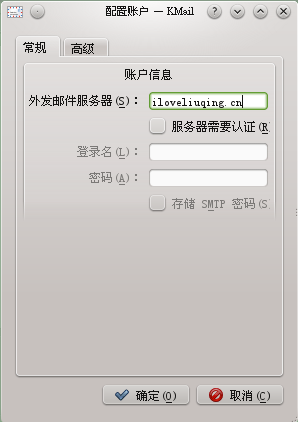 配置账户 — KMail
常规
高级
账户信息
外发邮件服务器(S)：
iloveliuqing.cn
服务器需要认证(R
登录名(L)：
密码(A)：
存储 SMTP 密码(S
确定(O)
取消(C)